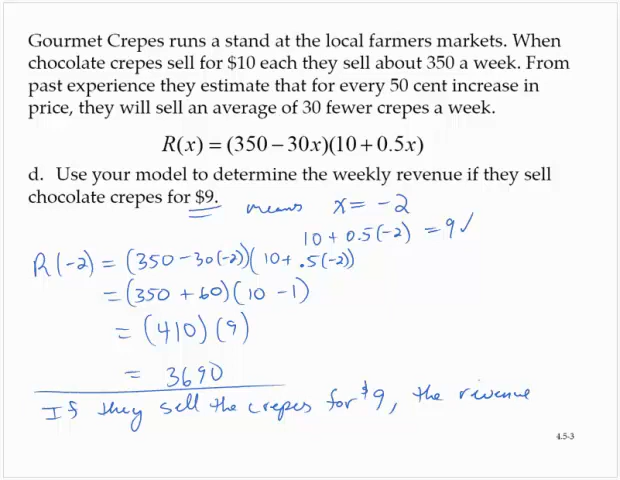 Gourmet Crepes runs a stand at the local farmers markets. When
chocolate crepes sell for $10 each they sell about 350 a week. From
past experience they estimate that for every 50 cent increase in
price, they will sell an average of 30 fewer crepes a week.
R(x) = (350 − 30x)(10 + 0.5x)
d. Use your model to determine the weekly revenue if they sell
chocolate crepes for $9. means x = -2
10 + 0.5(-2) = 9 ✓
R(-2) = (350 - 30(-2))(10 + .5(-2))
= (350 + 60)(10 - 1)
= (410)(9)
= 3690
If they sell the crepes for $9, the revenue
4.5-3